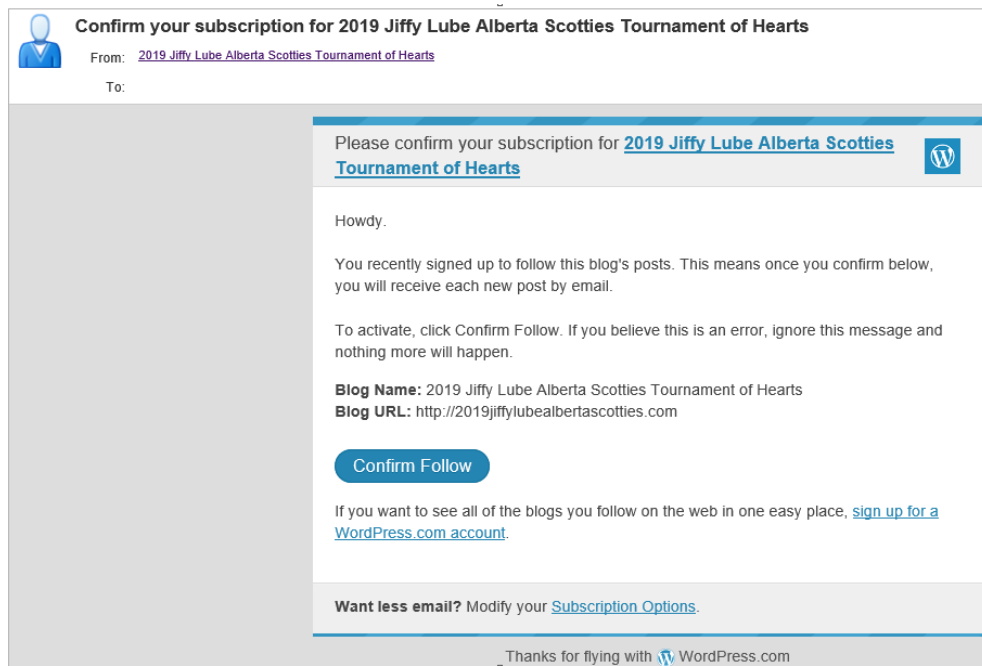 Confirm your subscription for 2019 Jiffy Lube Alberta Scotties Tournament of Hearts
From: 2019 Jiffy Lube Alberta Scotties Tournament of Hearts
To:
Please confirm your subscription for 2019 Jiffy Lube Alberta Scotties
Tournament of Hearts
Howdy.
You recently signed up to follow this blog's posts. This means once you confirm below,
you will receive each new post by email.
To activate, click Confirm Follow. If you believe this is an error, ignore this message and
nothing more will happen.
Blog Name: 2019 Jiffy Lube Alberta Scotties Tournament of Hearts
Blog URL: http://2019jiffylubealbertascotties.com
Confirm Follow
If you want to see all of the blogs you follow on the web in one easy place, sign up for a
WordPress.com account.
Want less email? Modify your Subscription Options.
Thanks for flying with WordPress.com